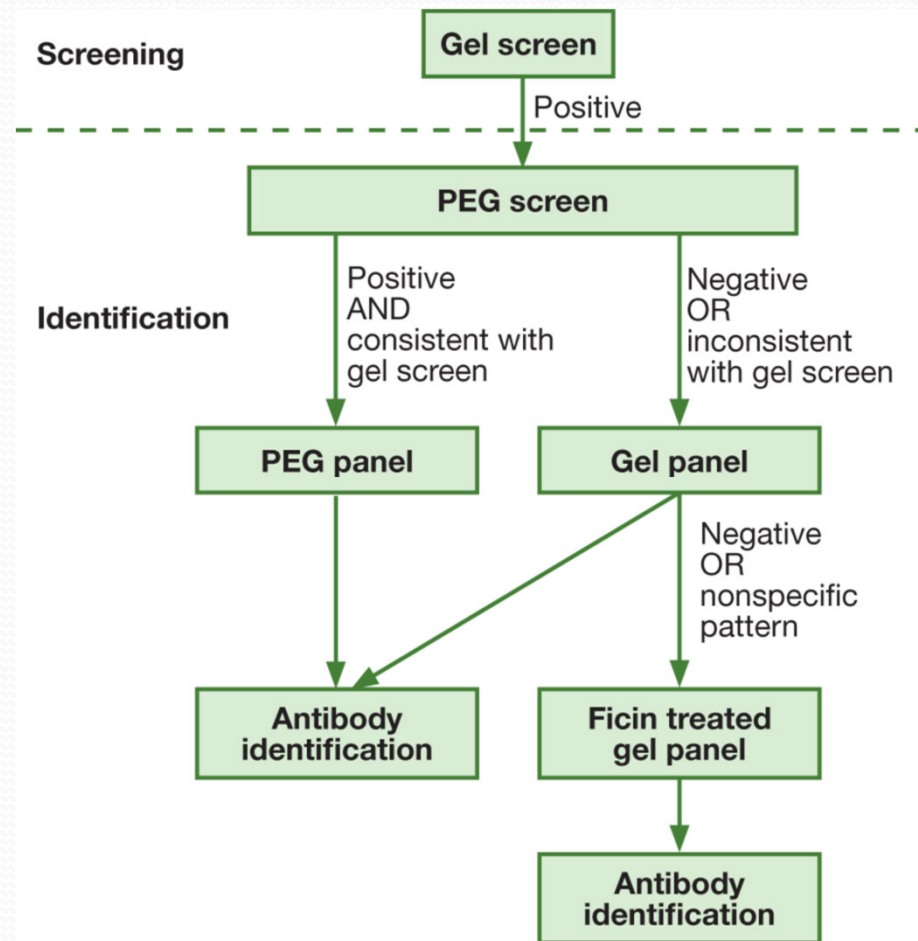 Screening
Gel screen
Positive
PEG screen
Identification
Positive
AND
consistent with
gel screen
Negative
OR
inconsistent
with gel screen
PEG panel
Gel panel
Negative
OR
nonspecific
pattern
Antibody
identification
Ficin treated
gel panel
Antibody
identification